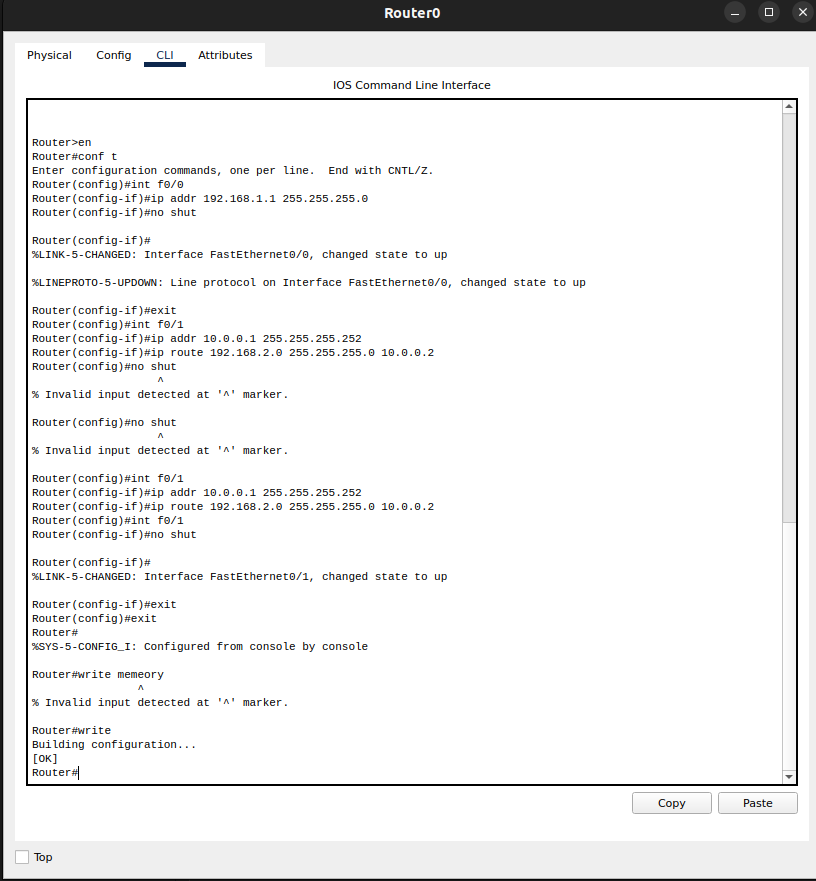 Router0
Physical Config CLI Attributes
IOS Command Line Interface
Router>en
Router#conf t
Enter configuration commands, one per line.  End with CNTL/Z.
Router(config)#int f0/0
Router(config-if)#ip addr 192.168.1.1 255.255.255.0
Router(config-if)#no shut
Router(config-if)#
%LINK-5-CHANGED: Interface FastEthernet0/0, changed state to up
%LINEPROTO-5-UPDOWN: Line protocol on Interface FastEthernet0/0, changed state to up
Router(config-if)#exit
Router(config)#int f0/1
Router(config-if)#ip addr 10.0.0.1 255.255.255.252
Router(config-if)#ip route 192.168.2.0 255.255.255.0 10.0.0.2
Router(config)#no shut
^
% Invalid input detected at '^' marker.
Router(config)#no shut
^
% Invalid input detected at '^' marker.
Router(config)#int f0/1
Router(config-if)#ip addr 10.0.0.1 255.255.255.252
Router(config-if)#ip route 192.168.2.0 255.255.255.0 10.0.0.2
Router(config)#int f0/1
Router(config-if)#no shut
Router(config-if)#
%LINK-5-CHANGED: Interface FastEthernet0/1, changed state to up
Router(config-if)#exit
Router(config)#exit
Router#
%SYS-5-CONFIG_I: Configured from console by console
Router#write memeory
^
% Invalid input detected at '^' marker.
Router#write
Building configuration...
[OK]
Router#
Copy Paste
Top